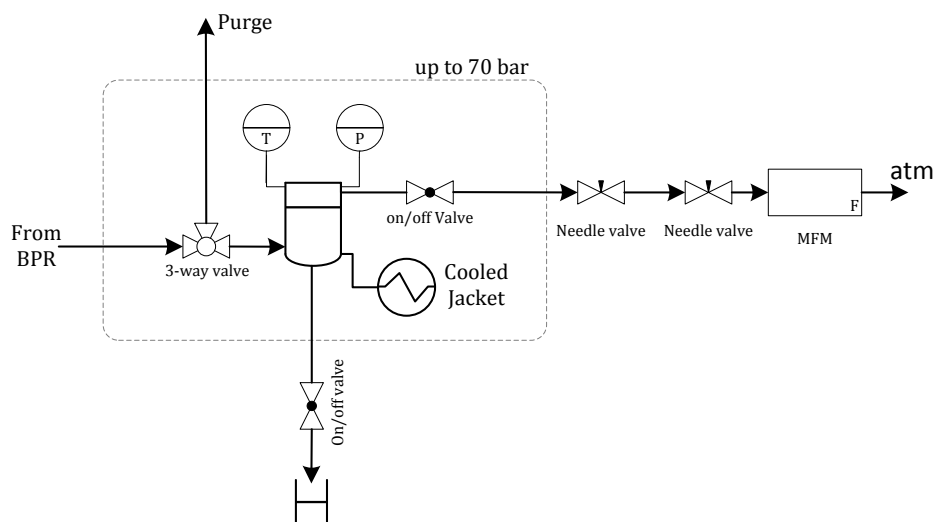 Purge
up to 70 bar
T
P
atm
on/off Valve
From
BPR
3-way valve
Needle valve
Needle valve
F
MFM
Cooled
Jacket
On/off valve